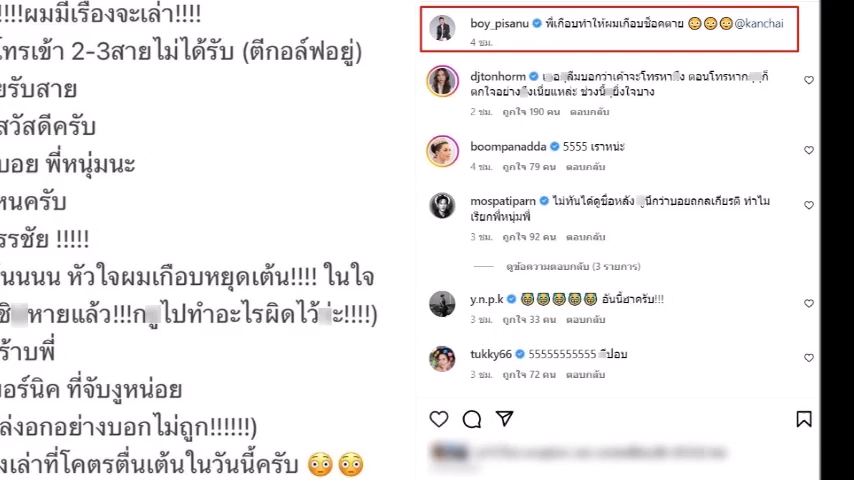 !!!!ผมมีเรื่องจะเล่า!!!!
โทรเข้า 2-3สายไม่ได้รับ (ตีกอล์ฟอยู่)
รับสาย
สวัสดีครับ
บอย พี่หนุ่มนะ
หนครับ
รรชัย !!!!!
หัวใจผมเกือบหยุดเต้น!!!! ในใจ
หายแล้ว!!!ก ไปทำอะไรผิดไว้ !!!!)
ร้าบพี่
อร์นิค ที่จับงูหน่อย
ล่งอกอย่างบอกไม่ถูก!!!!!!)
งเล่าที่โคตรตื่นเต้นในวันนี้ครับ 😳😳
boy_pisanu พี่เกือบทำให้ผมเกือบช็อคตาย 😳😳😳@kanchai
4 ชม.
djtonhorm ลืมบอกว่าเค้าจะโทรหา ตอนโทรหา ก็
ตกใจอย่าง เนี่ยแหล่ะ ช่วงนี้ ยิ่งใจบาง
2 ชม. ถูกใจ 190 คน ตอบกลับ
boompanadda 5555 เราหน่ะ
4 ชม. ถูกใจ 79 คน ตอบกลับ
mospatiparn ไม่ทันได้ดูชื่อหลัง นึกว่าบอยถกลเกียรติ ทำไม
เรียกพี่หนุ่มพี่
3 ชม. ถูกใจ 92 คน ตอบกลับ
ดูข้อความตอบกลับ (3 รายการ)
y.n.p.k 😹😹😹😹😹 อันนี้ฮาครับ!!!
3 ชม. ถูกใจ 33 คน ตอบกลับ
tukky66 55555555555 ปอบ
3 ชม. ถูกใจ 72 คน ตอบกลับ